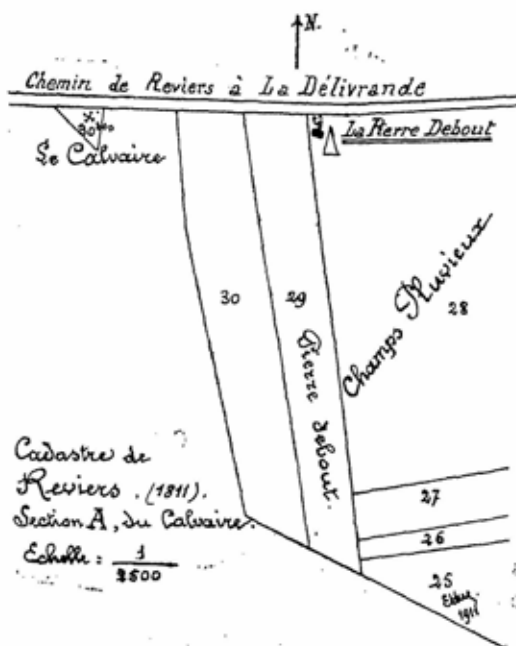 N.
Chemin de Reviers à La Délivrande
Le Calvaire
La Pierre Debout
30
29
28
Pierre debout.
Champs Pluvieux
Cadastre de
Reviers . (1811).
Section A, du Calvaire.
Echelle : 1
2500
27
26
25
1911